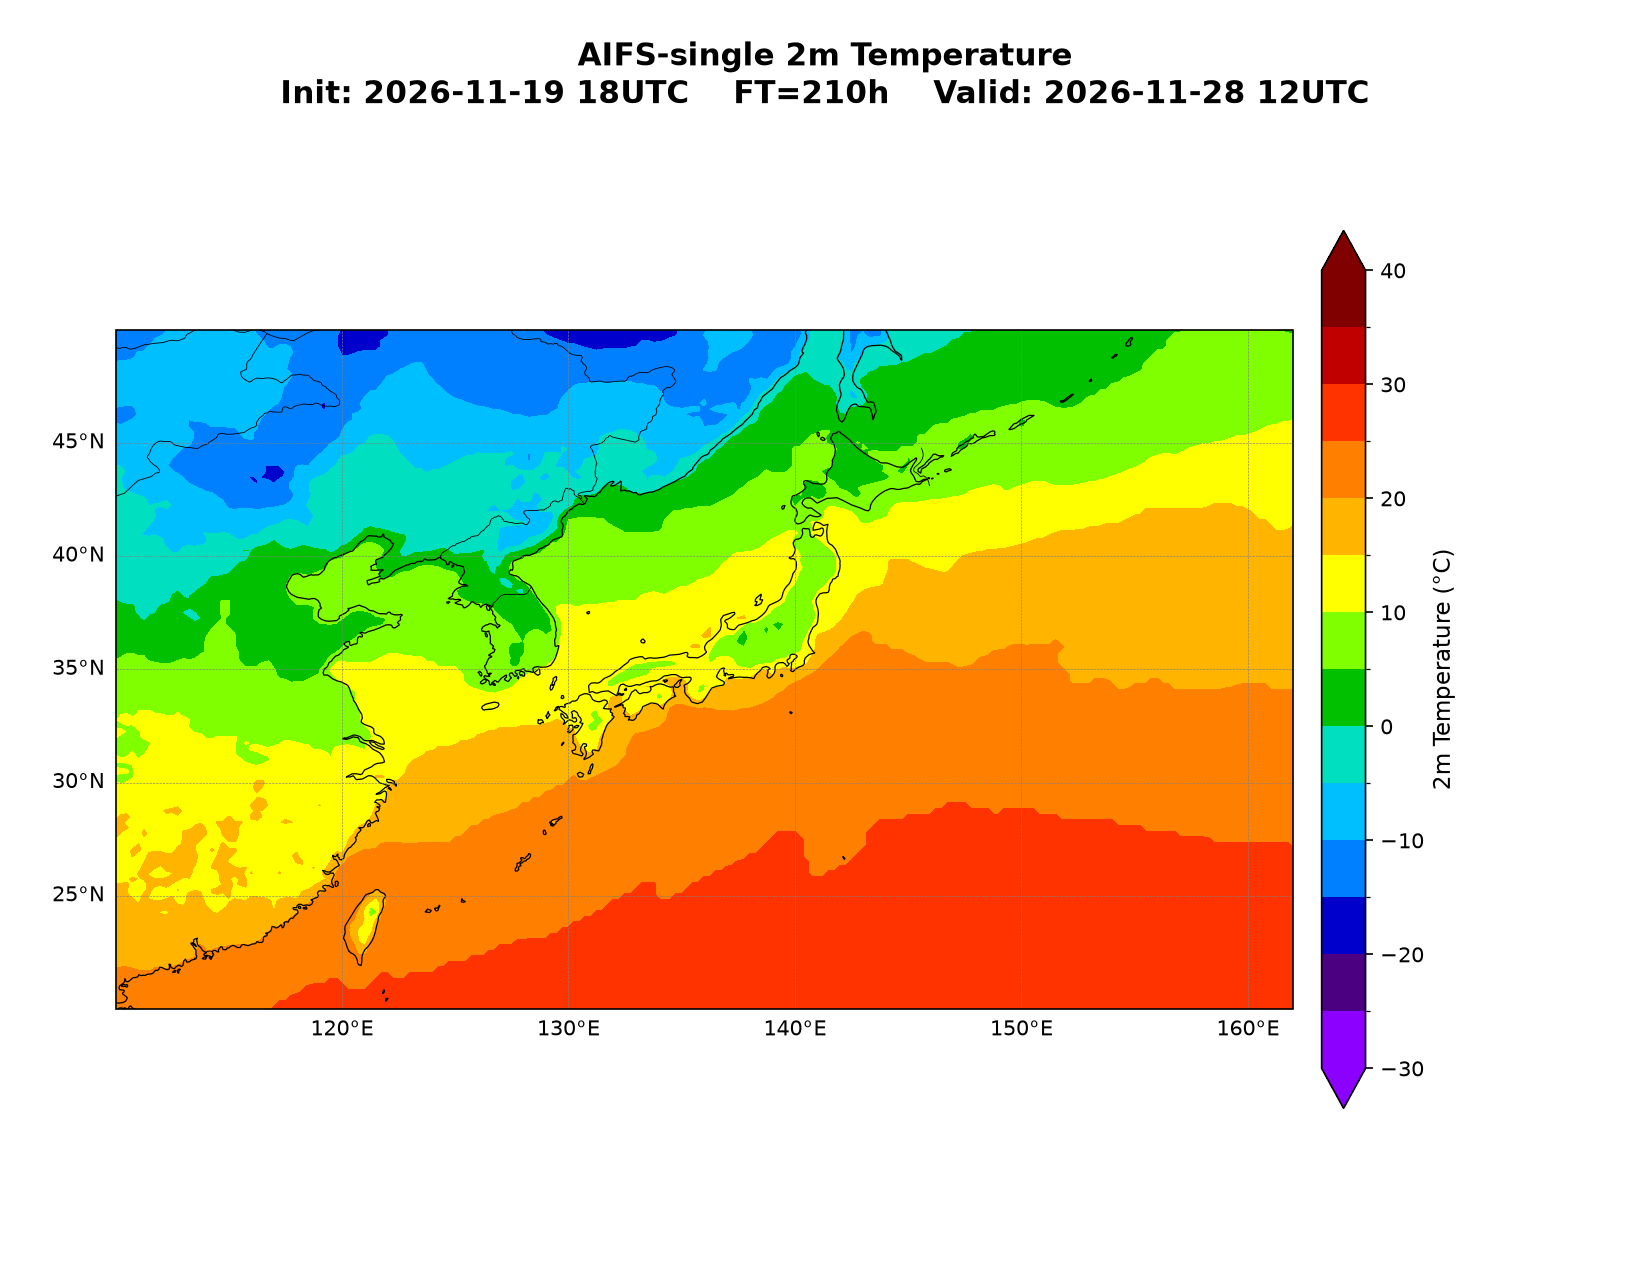 AIFS-single 2m Temperature
Init: 2026-11-19 18UTC    FT=210h    Valid: 2026-11-28 12UTC
40
30
20
10
0
−10
−20
−30
2m Temperature (°C)
45°N
40°N
35°N
30°N
25°N
120°E
130°E
140°E
150°E
160°E